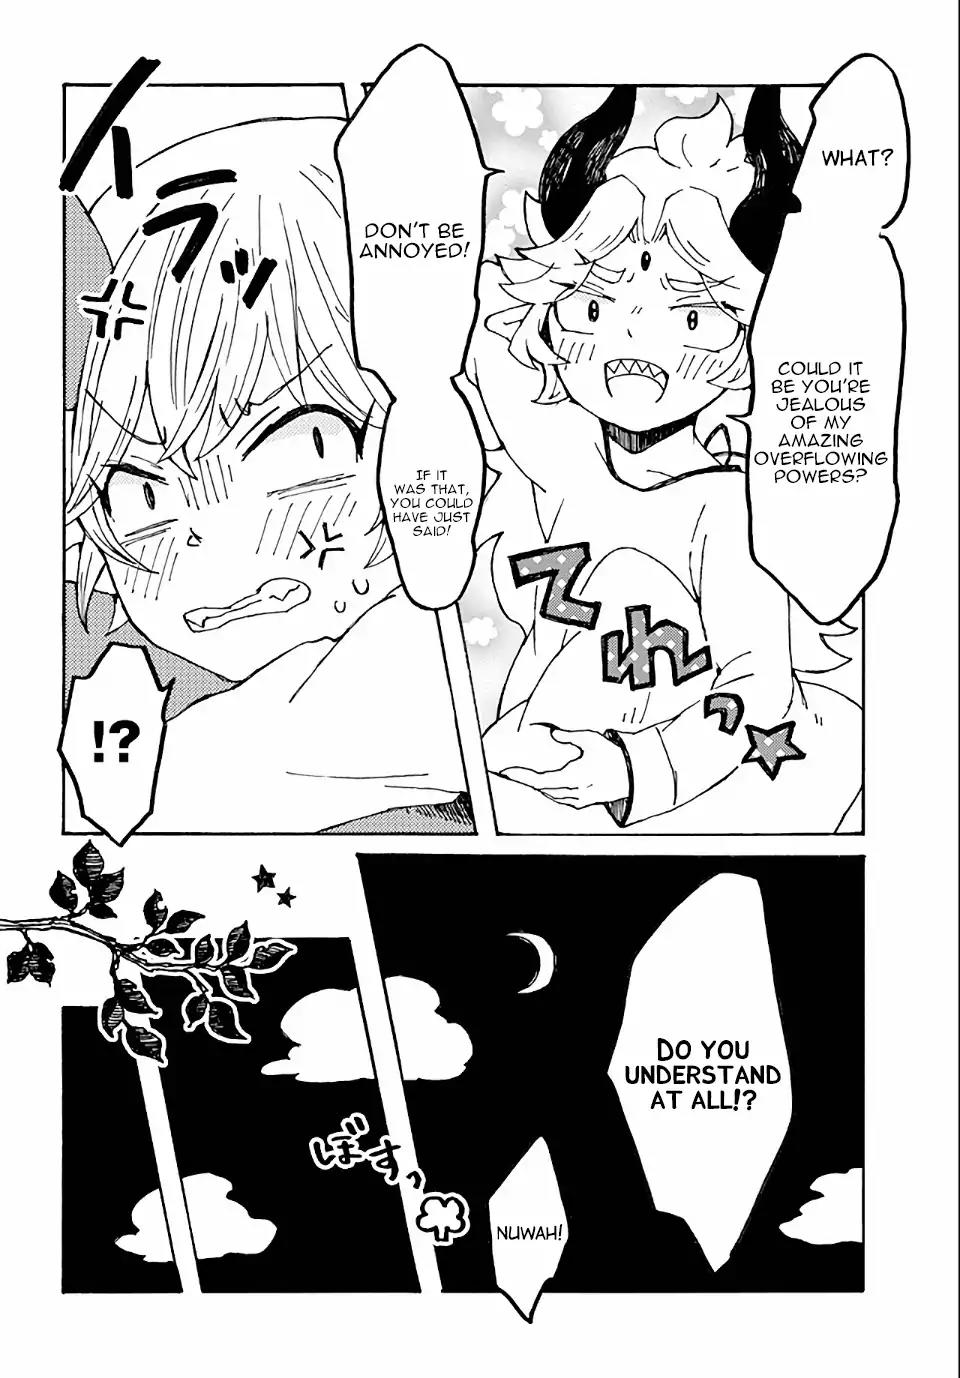 WHAT?
COULD IT
BE YOU'RE
JEALOUS
OF MY
AMAZING
OVERFLOWING
POWERS?
DON'T BE
ANNOYED!
IF IT
WAS THAT,
YOU COULD
HAVE JUST
SAID!
でれっ
イラッ
!?
DO YOU
UNDERSTAND
AT ALL!?
NUWAH!
ぼすっ